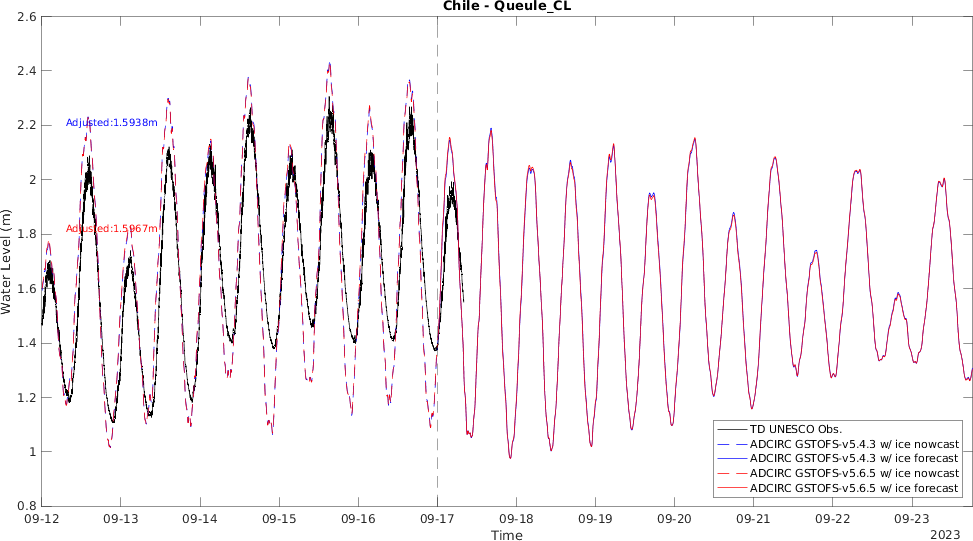 Chile - Queule_CL
2.6
2.4
2.2
2
1.8
1.6
1.4
1.2
1
0.8
Water Level (m)
Adjusted:1.5938m
Adjusted:1.5967m
TD UNESCO Obs.
ADCIRC GSTOFS-v5.4.3 w/ ice nowcast
ADCIRC GSTOFS-v5.4.3 w/ ice forecast
ADCIRC GSTOFS-v5.6.5 w/ ice nowcast
ADCIRC GSTOFS-v5.6.5 w/ ice forecast
09-12 09-13 09-14 09-15 09-16 09-17 09-18 09-19 09-20 09-21 09-22 09-23
Time
2023